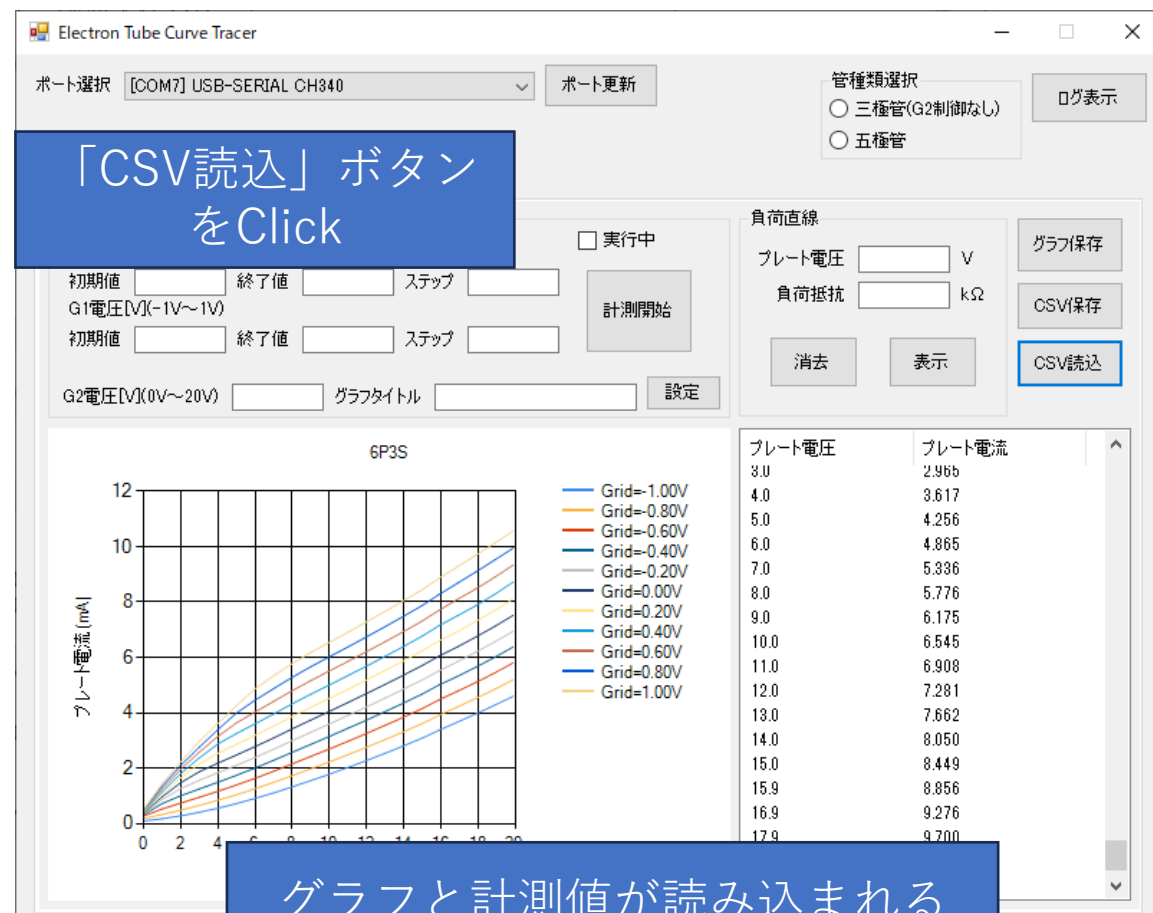 Electron Tube Curve Tracer
ポート選択 [COM7] USB-SERIAL CH340 ポート更新
管種類選択
三極管(G2制御なし)
五極管
ログ表示
「CSV読込」ボタン
をClick
実行中
初期値 終了値 ステップ
G1電圧[V](-1V～1V)
初期値 終了値 ステップ
計測開始
G2電圧[V](0V～20V) グラフタイトル 設定
負荷直線
プレート電圧 V
負荷抵抗 kΩ
消去 表示
グラフ保存
CSV保存
CSV読込
6P3S
プレート電流(mA)
12
10
8
6
4
2
0
0 2 4 6 8 10 12 14 16 18 20
Grid=-1.00V
Grid=-0.80V
Grid=-0.60V
Grid=-0.40V
Grid=-0.20V
Grid=0.00V
Grid=0.20V
Grid=0.40V
Grid=0.60V
Grid=0.80V
Grid=1.00V
プレート電圧 プレート電流
3.0 2.965
4.0 3.617
5.0 4.256
6.0 4.865
7.0 5.336
8.0 5.776
9.0 6.175
10.0 6.545
11.0 6.908
12.0 7.281
13.0 7.662
14.0 8.050
15.0 8.449
15.9 8.856
16.9 9.276
17.9 9.700
グラフと計測値が読み込まれる